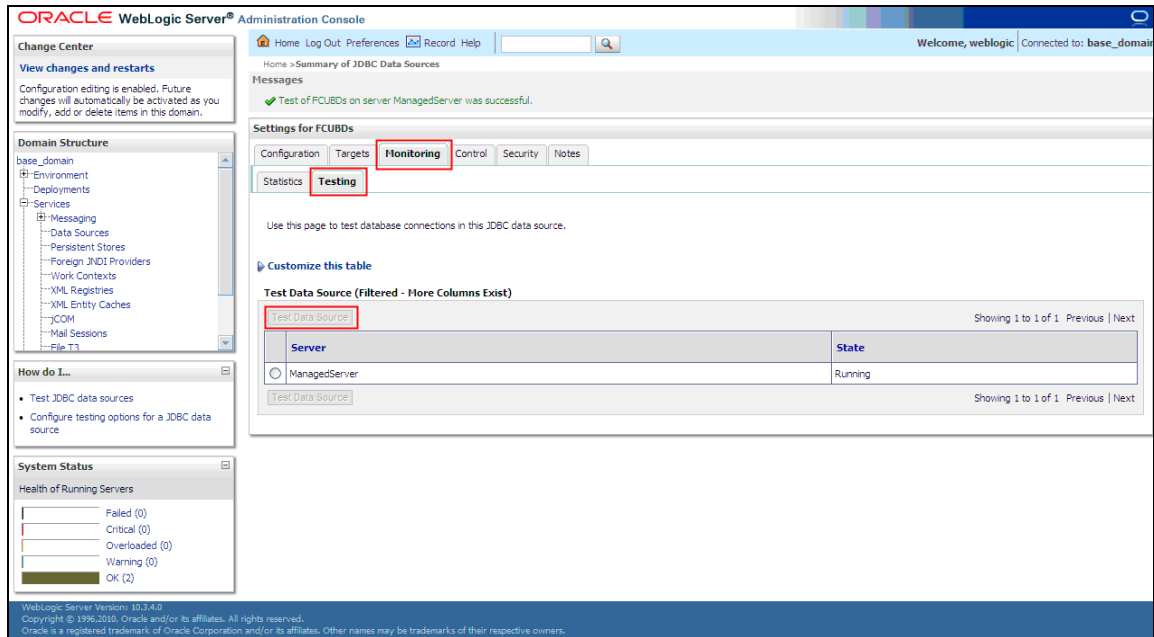 ORACLE WebLogic Server® Administration Console
Change Center
View changes and restarts
Configuration editing is enabled. Future
changes will automatically be activated as you
modify, add or delete items in this domain.
Domain Structure
base_domain
Environment
Deployments
Services
Messaging
Data Sources
Persistent Stores
Foreign JNDI Providers
Work Contexts
XML Registries
XML Entity Caches
jCOM
Mail Sessions
File T3
How do I...
Test JDBC data sources
Configure testing options for a JDBC data
source
System Status
Health of Running Servers
Failed (0)
Critical (0)
Overloaded (0)
Warning (0)
OK (2)
Home Log Out Preferences Record Help
Welcome, weblogic Connected to: base_domain
Home >Summary of JDBC Data Sources
Messages
Test of FCUBDs on server ManagedServer was successful.
Settings for FCUBDs
Configuration Targets Monitoring Control Security Notes
Statistics Testing
Use this page to test database connections in this JDBC data source.
Customize this table
Test Data Source (Filtered - More Columns Exist)
Test Data Source Showing 1 to 1 of 1 Previous | Next
Server State
ManagedServer Running
Test Data Source Showing 1 to 1 of 1 Previous | Next
WebLogic Server Version: 10.3.4.0
Copyright © 1996,2010, Oracle and/or its affiliates. All rights reserved.
Oracle is a registered trademark of Oracle Corporation and/or its affiliates. Other names may be trademarks of their respective owners.